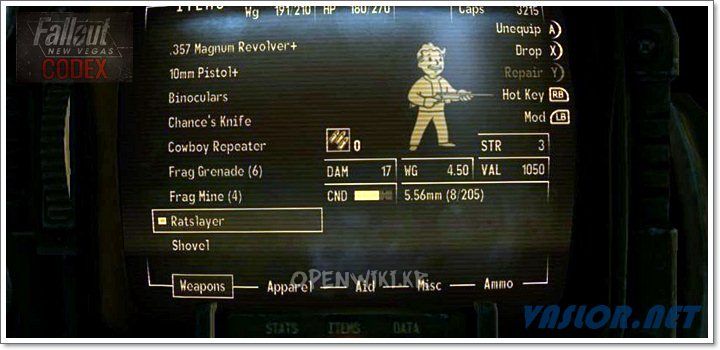 Fallout
NEW VEGAS
CODEX
ITEMS
Wg 191/210 HP 180/270 Caps 3215
.357 Magnum Revolver+
10mm Pistol+
Binoculars
Chance's Knife
Cowboy Repeater
Frag Grenade (6)
Frag Mine (4)
Ratslayer
Shovel
Unequip A)
Drop X)
Repair Y)
Hot Key RB
Mod LB
0
STR 3
DAM 17 WG 4.50 VAL 1050
CND 5.56mm (8/205)
OPENWIKI.KR
Weapons Apparel Aid Misc Ammo
STATS ITEMS DATA
VASLOR.NET